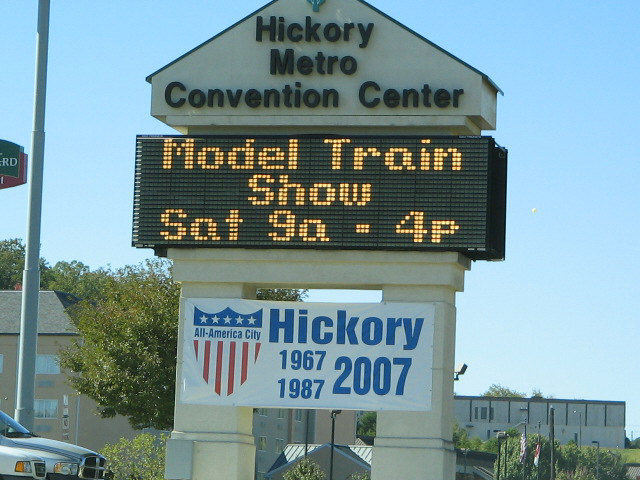 Hickory
Metro
Convention Center
Model Train
Show
Sat 9a - 4p
All-America City
Hickory
1967
1987
2007